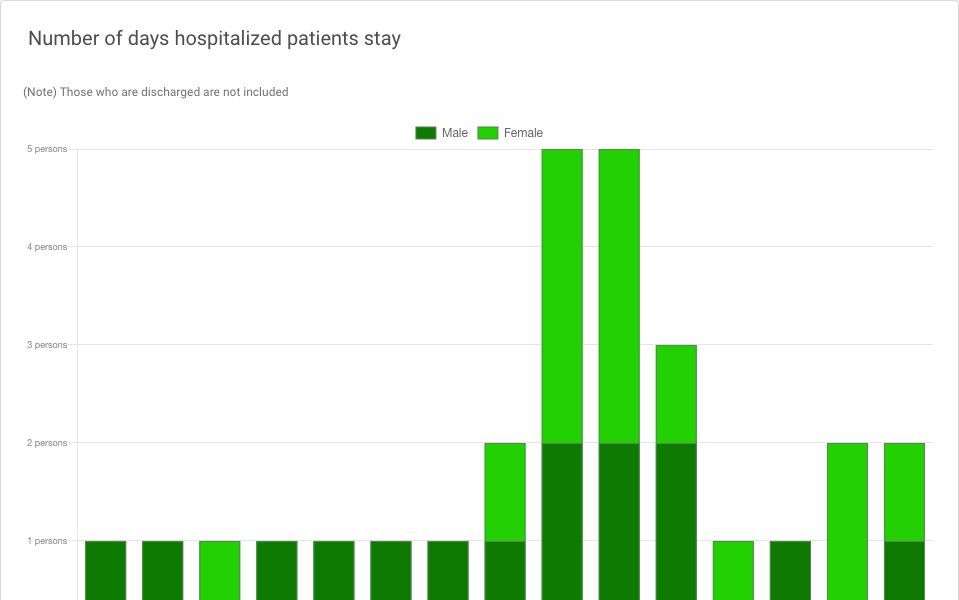 Number of days hospitalized patients stay
(Note) Those who are discharged are not included
Male Female
5 persons
4 persons
3 persons
2 persons
1 persons